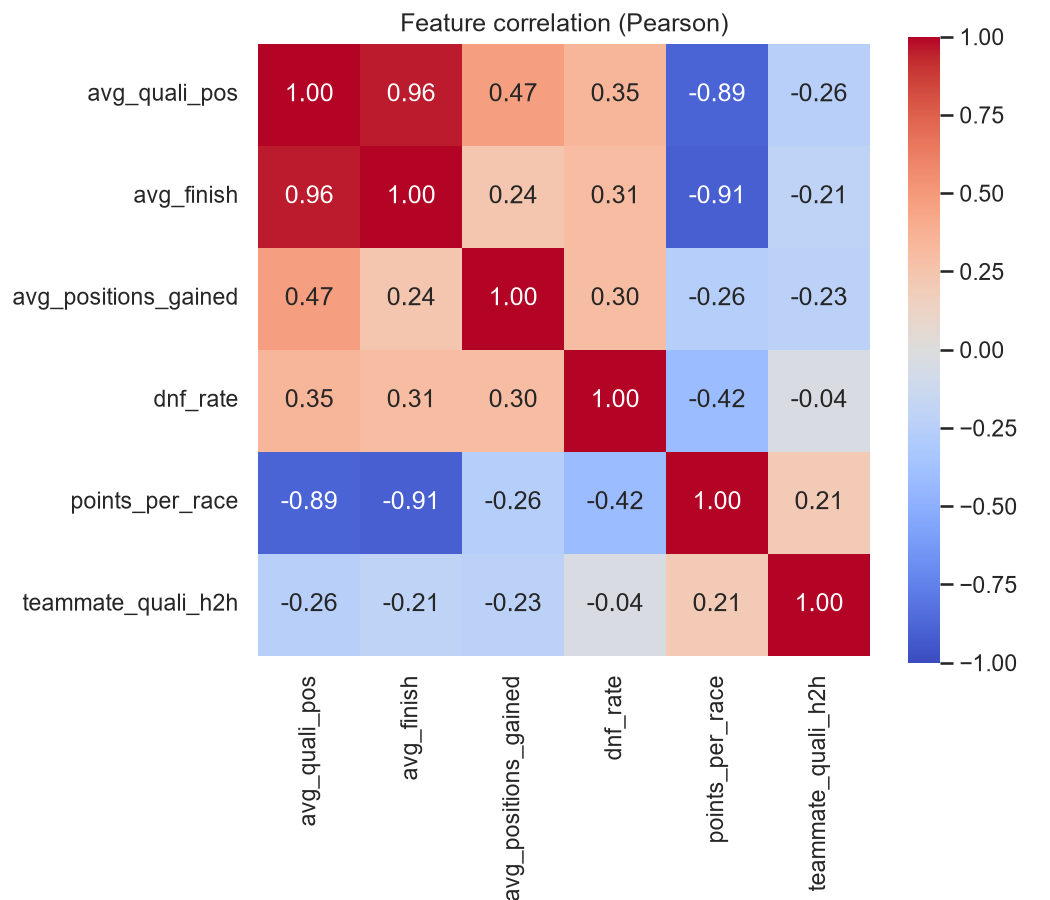 Feature correlation (Pearson)
avg_quali_pos 1.00 0.96 0.47 0.35 -0.89 -0.26
avg_finish 0.96 1.00 0.24 0.31 -0.91 -0.21
avg_positions_gained 0.47 0.24 1.00 0.30 -0.26 -0.23
dnf_rate 0.35 0.31 0.30 1.00 -0.42 -0.04
points_per_race -0.89 -0.91 -0.26 -0.42 1.00 0.21
teammate_quali_h2h -0.26 -0.21 -0.23 -0.04 0.21 1.00
avg_quali_pos
avg_finish
avg_positions_gained
dnf_rate
points_per_race
teammate_quali_h2h
1.00
0.75
0.50
0.25
0.00
−0.25
−0.50
−0.75
−1.00